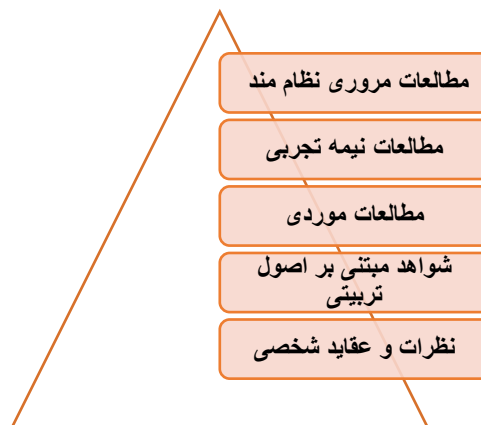 مطالعات مروری نظام مند
مطالعات نیمه تجربی
مطالعات موردی
شواهد مبتنی بر اصول
تربیتی
نظرات و عقاید شخصی